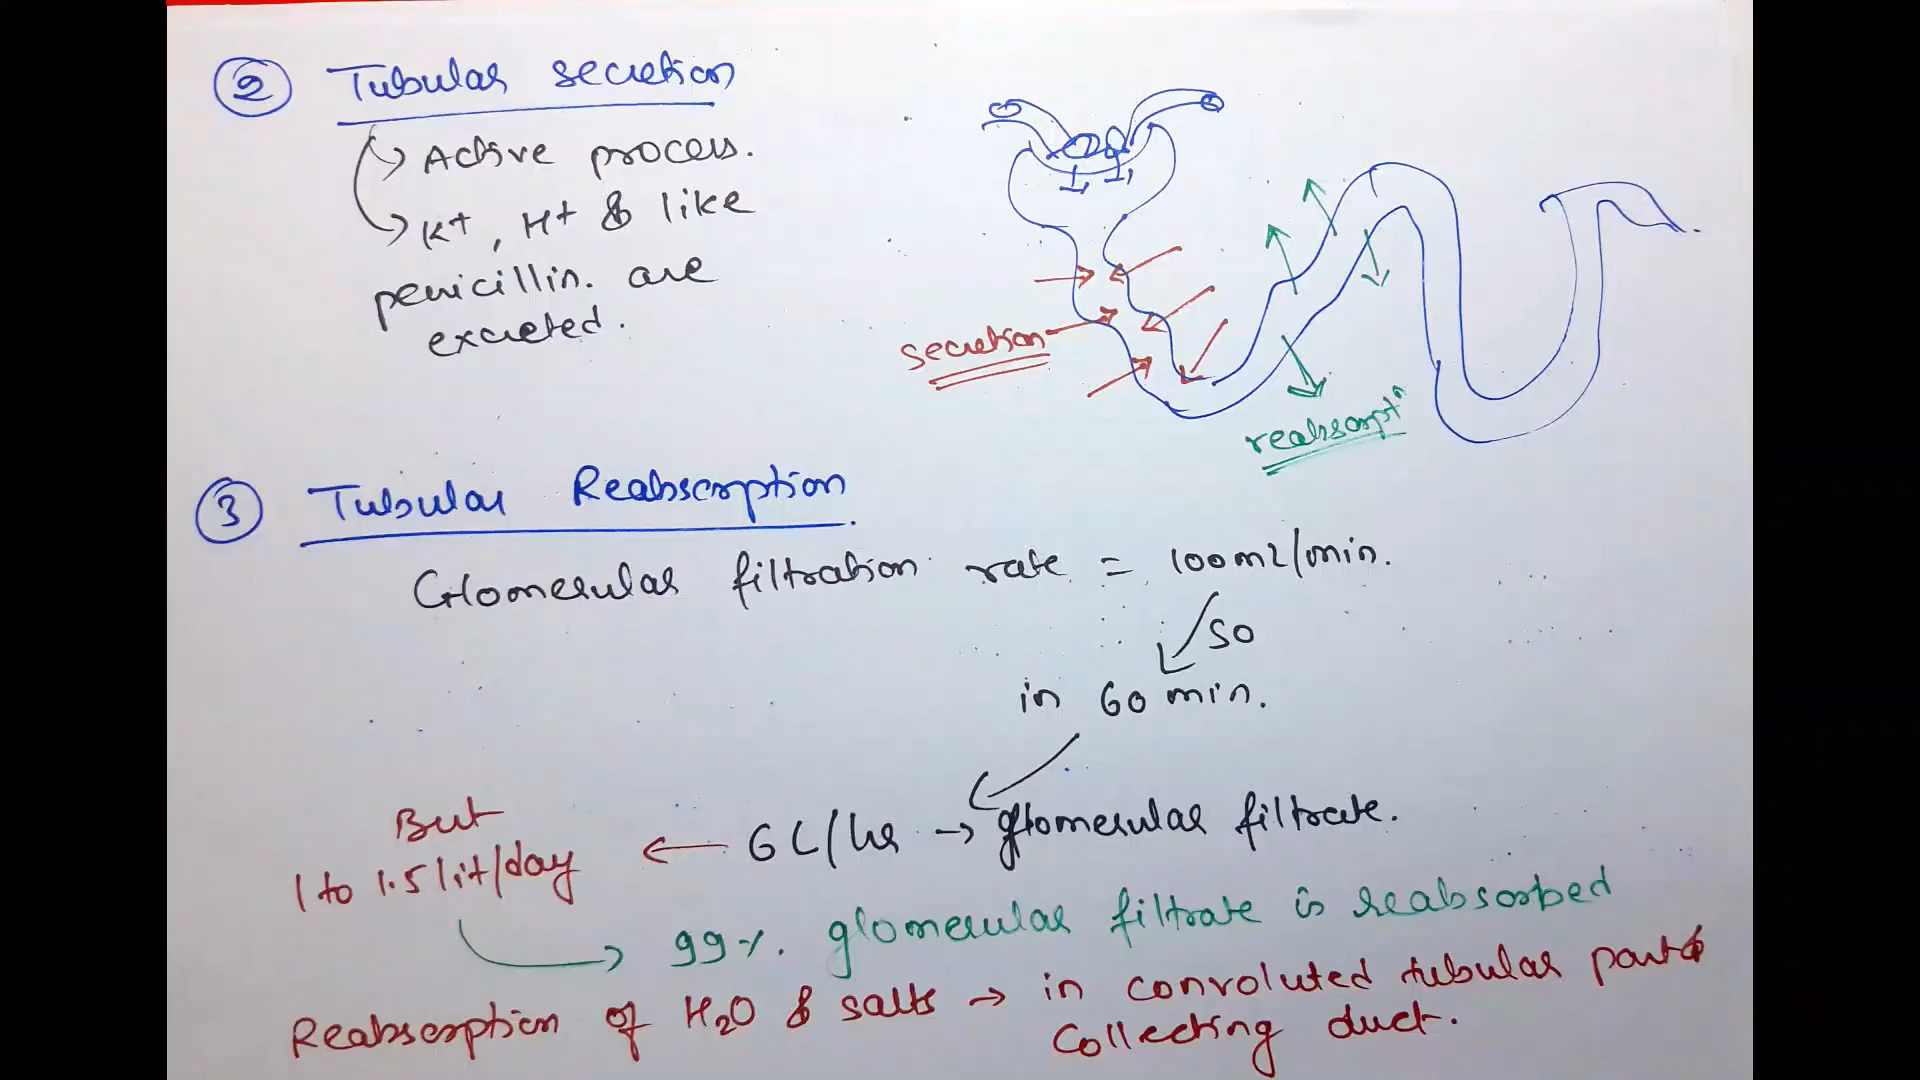 ② Tubular secretion
Active process.
K+, H+ & like
penicillin. are
excreted.
secretion
reabsorptⁿ
③ Tubular Reabsorption
Glomerular filtration rate = 100ml/min.
so
in 60 min.
But
1 to 1.5 lit/day ← 6L/hr → glomerular filtrate.
→ 99%. glomerular filtrate is reabsorbed
Reabsorption of H₂O & salts → in convoluted tubular part &
collecting duct.